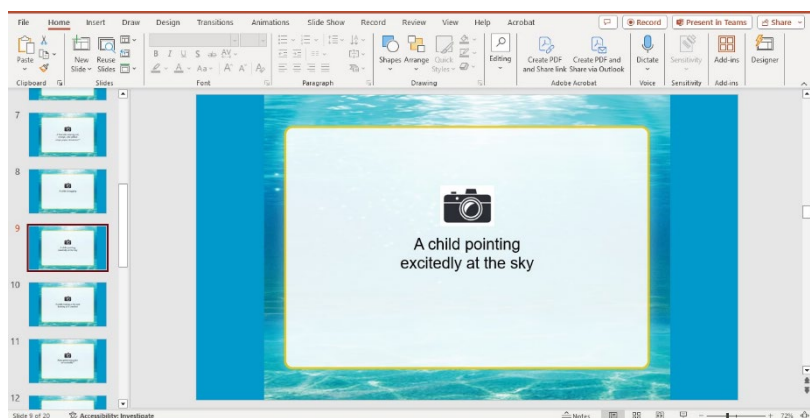 File Home Insert Draw Design Transitions Animations Slide Show Record Review View Help Acrobat Record Present in Teams Share
Paste
New Slide
Reuse Slides
B I U S ab AV
Aa A A
Shapes Arrange Quick Styles
Editing
Create PDF and Share link
Create PDF and Share via Outlook
Dictate
Sensitivity
Add-ins
Designer
Clipboard Slides Font Paragraph Drawing Adobe Acrobat Voice Sensitivity Add-ins
7
8
9
10
11
12
A child pointing
excitedly at the sky
Slide 9 of 20 Accessibility: Investigate Notes 72%